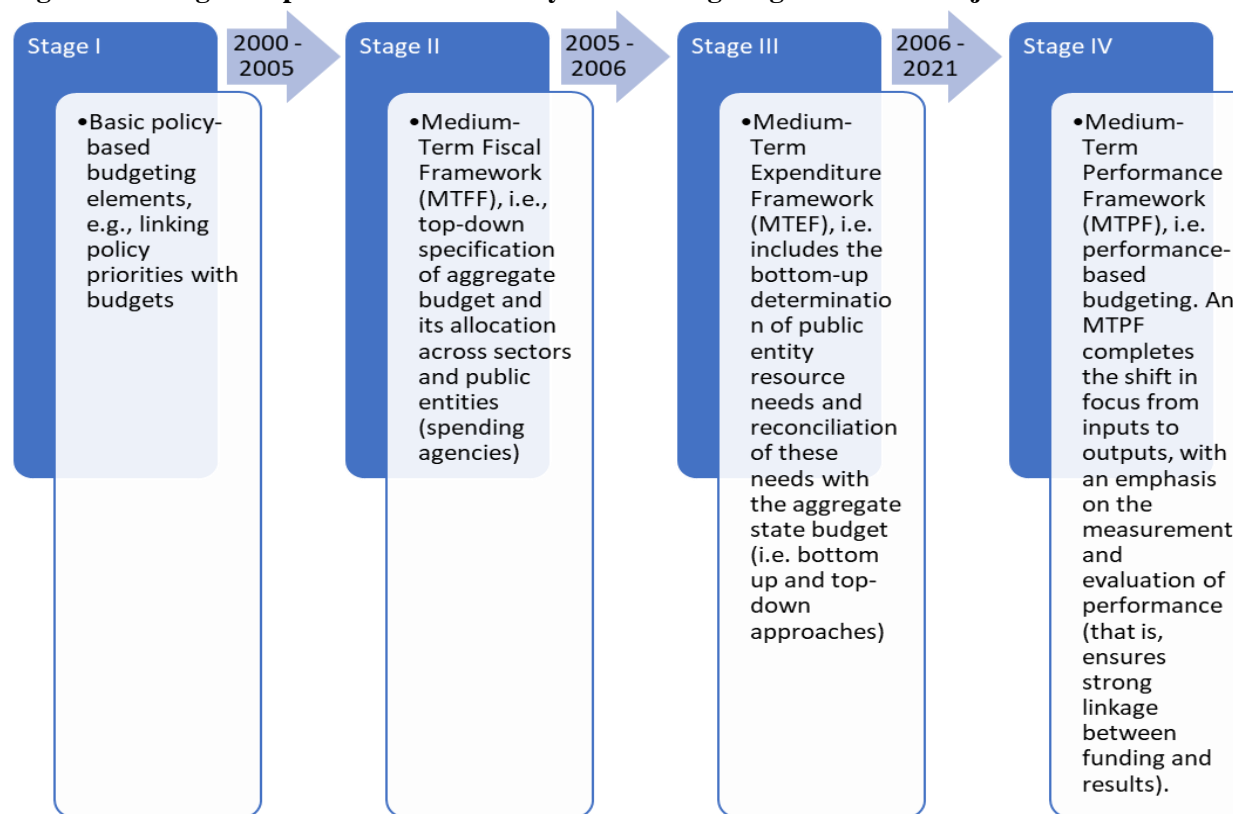 Stage I
2000 -
2005
•Basic policy-
based
budgeting
elements,
e.g., linking
policy
priorities with
budgets
Stage II
2005 -
2006
•Medium-
Term Fiscal
Framework
(MTFF), i.e.,
top-down
specification
of aggregate
budget and
its allocation
across sectors
and public
entities
(spending
agencies)
Stage III
2006 -
2021
•Medium-
Term
Expenditure
Framework
(MTEF), i.e.
includes the
bottom-up
determinatio
n of public
entity
resource
needs and
reconciliation
of these
needs with
the aggregate
state budget
(i.e. bottom
up and top-
down
approaches)
Stage IV
•Medium-
Term
Performance
Framework
(MTPF), i.e.
performance-
based
budgeting. An
MTPF
completes
the shift in
focus from
inputs to
outputs, with
an emphasis
on the
measurement
and
evaluation of
performance
(that is,
ensures
strong
linkage
between
funding and
results).